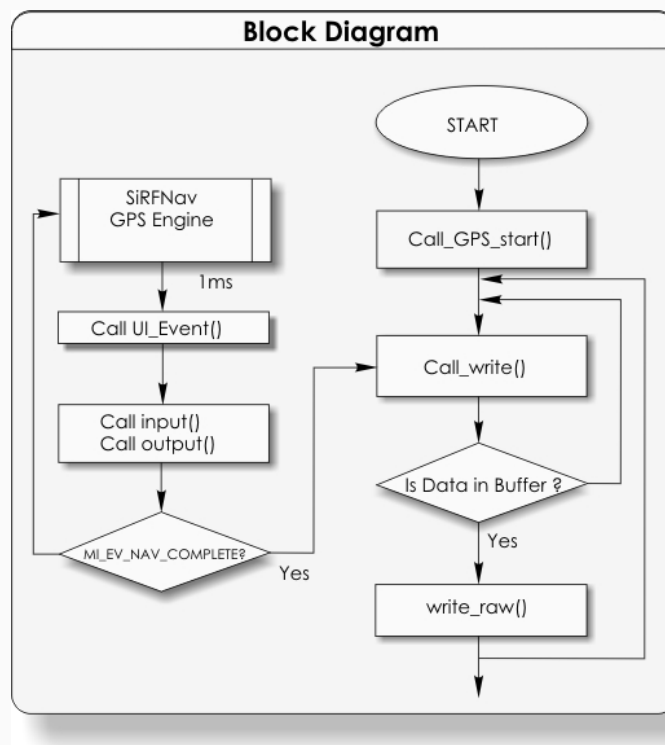 Block Diagram
START
SiRFNav
GPS Engine
Call_GPS_start()
1ms
Call UI_Event()
Call_write()
Call input()
Call output()
Is Data in Buffer ?
MI_EV_NAV_COMPLETE?
Yes
Yes
write_raw()